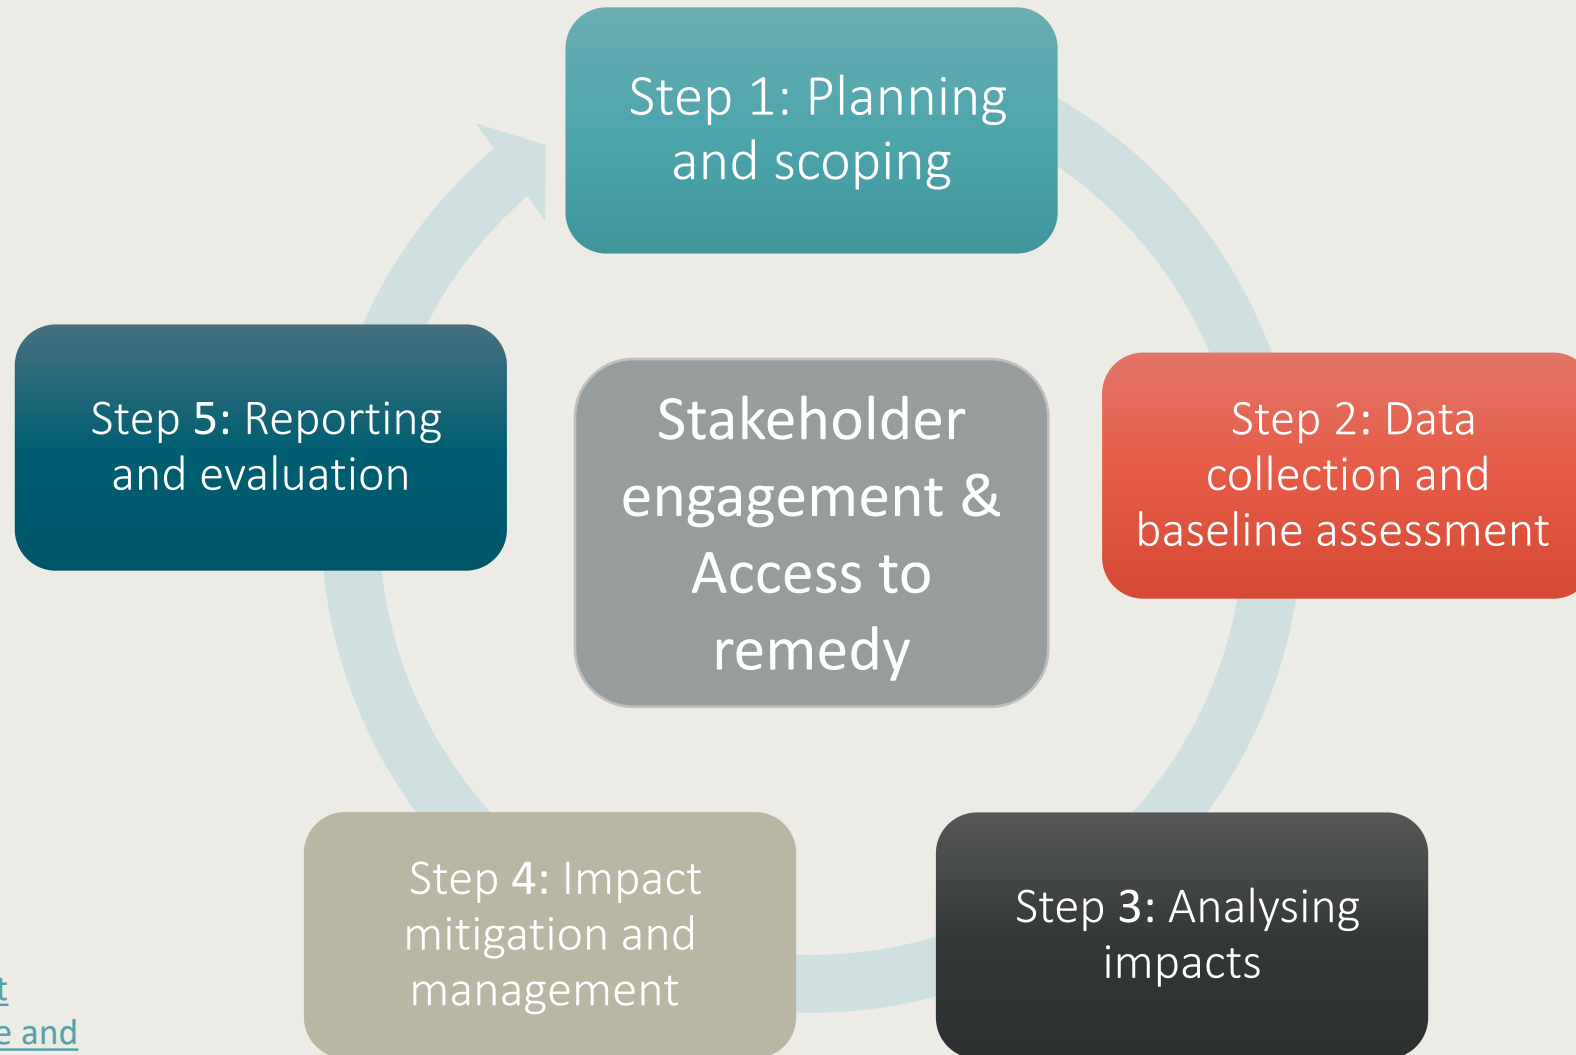 Step 1: Planning
and scoping
Step 2: Data
collection and
baseline assessment
Step 3: Analysing
impacts
Step 4: Impact
mitigation and
management
Step 5: Reporting
and evaluation
Stakeholder
engagement &
Access to
remedy
and